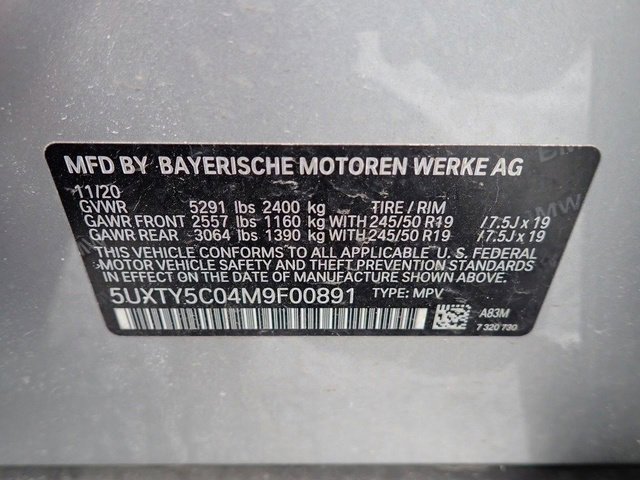 MFD BY BAYERISCHE MOTOREN WERKE AG
11/20
GVWR 5291 lbs 2400 kg TIRE / RIM
GAWR FRONT 2557 lbs 1160 kg WITH 245/50 R19 /7.5J x 19
GAWR REAR 3064 lbs 1390 kg WITH 245/50 R19 /7.5J x 19
THIS VEHICLE CONFORMS TO ALL APPLICABLE U. S. FEDERAL
MOTOR VEHICLE SAFETY, BUMPER, AND THEFT PREVENTION
STANDARDS IN EFFECT ON THE DATE OF MANUFACTURE SHOWN ABOVE.
5UXTY5C04M9F00891 TYPE: MPV
A83M
7 320 730